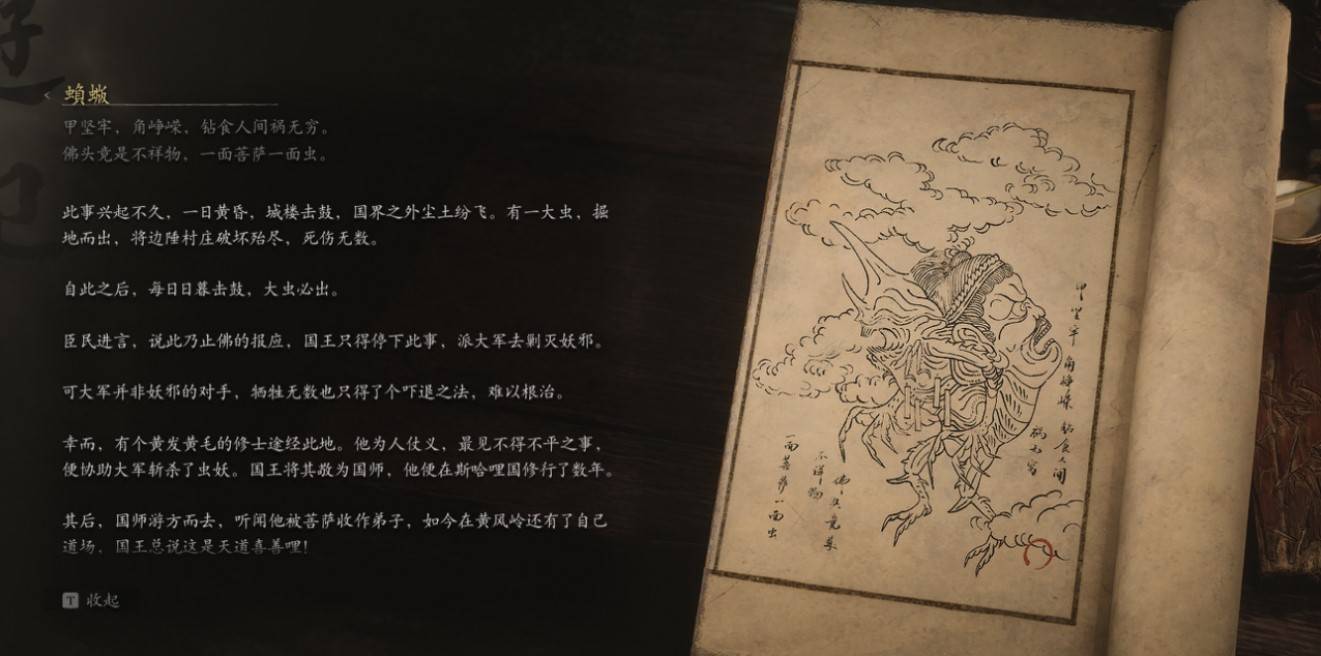 蝜蝂
甲坚牢，角峥嵘，钻食人间祸无穷。
佛头竟是不祥物，一面菩萨一面虫。
此事兴起不久，一日黄昏，城楼击鼓，国界之外尘土纷飞。有一大虫，掘
地而出，将边陲村庄破坏殆尽，死伤无数。
自此之后，每日日暮击鼓，大虫必出。
臣民进言，说此乃止佛的报应，国王只得停下此事，派大军去剿灭妖邪。
可大军并非妖邪的对手，牺牲无数也只得了个吓退之法，难以根治。
幸而，有个黄发黄毛的修士途经此地。他为人仗义，最见不得不平之事，
便协助大军斩杀了虫妖。国王将其敬为国师，他便在斯哈哩国修行了数年。
其后，国师游方而去，听闻他被菩萨收作弟子，如今在黄风岭还有了自己
道场，国王总说这是天道喜善哩！
T 收起
甲坚牢 角峥嵘 钻食人间
祸无穷
佛头竟是
不祥物
一面菩萨一面虫